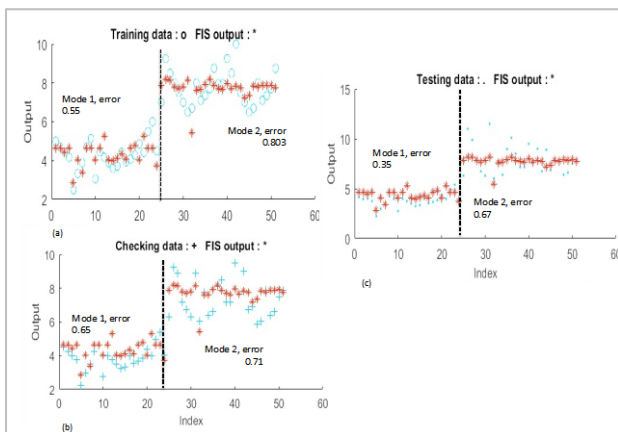 Training data : o FIS output : *
10
8
6
4
2
Output
Mode 1, error
0.55
Mode 2, error
0.803
0 10 20 30 40 50 60
(a)
Checking data : + FIS output : *
10
8
6
4
2
Output
Mode 1, error
0.65
Mode 2, error
0.71
0 10 20 30 40 50 60
Index
(b)
Testing data : . FIS output : *
15
10
5
0
Output
Mode 1, error
0.35
Mode 2, error
0.67
0 10 20 30 40 50 60
Index
(c)